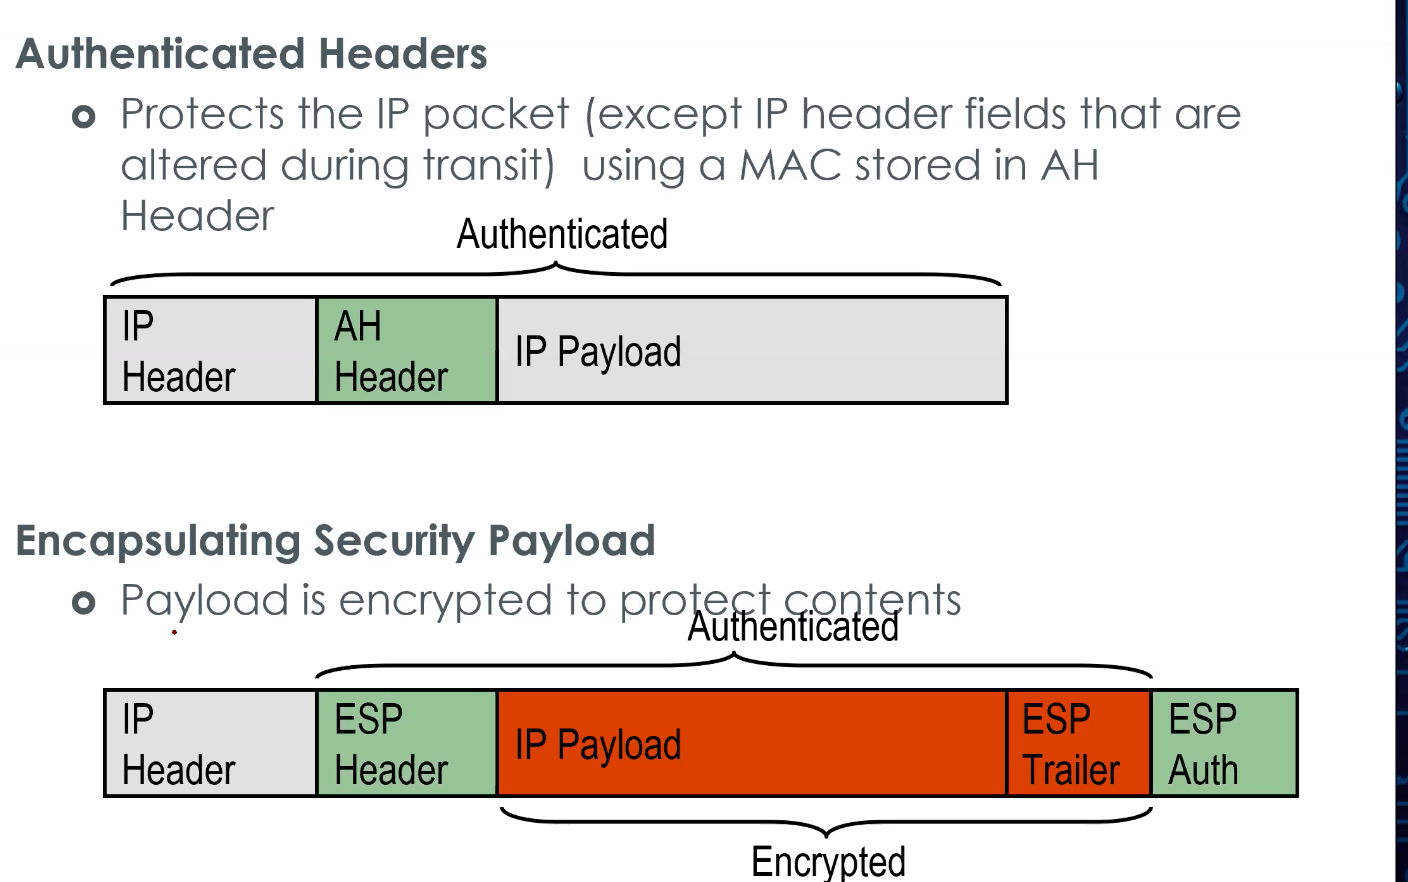 Authenticated Headers
Protects the IP packet (except IP header fields that are
altered during transit)  using a MAC stored in AH
Header
Authenticated
IP
Header
AH
Header
IP Payload
Encapsulating Security Payload
Payload is encrypted to protect contents
Authenticated
IP
Header
ESP
Header
IP Payload
ESP
Trailer
ESP
Auth
Encrypted